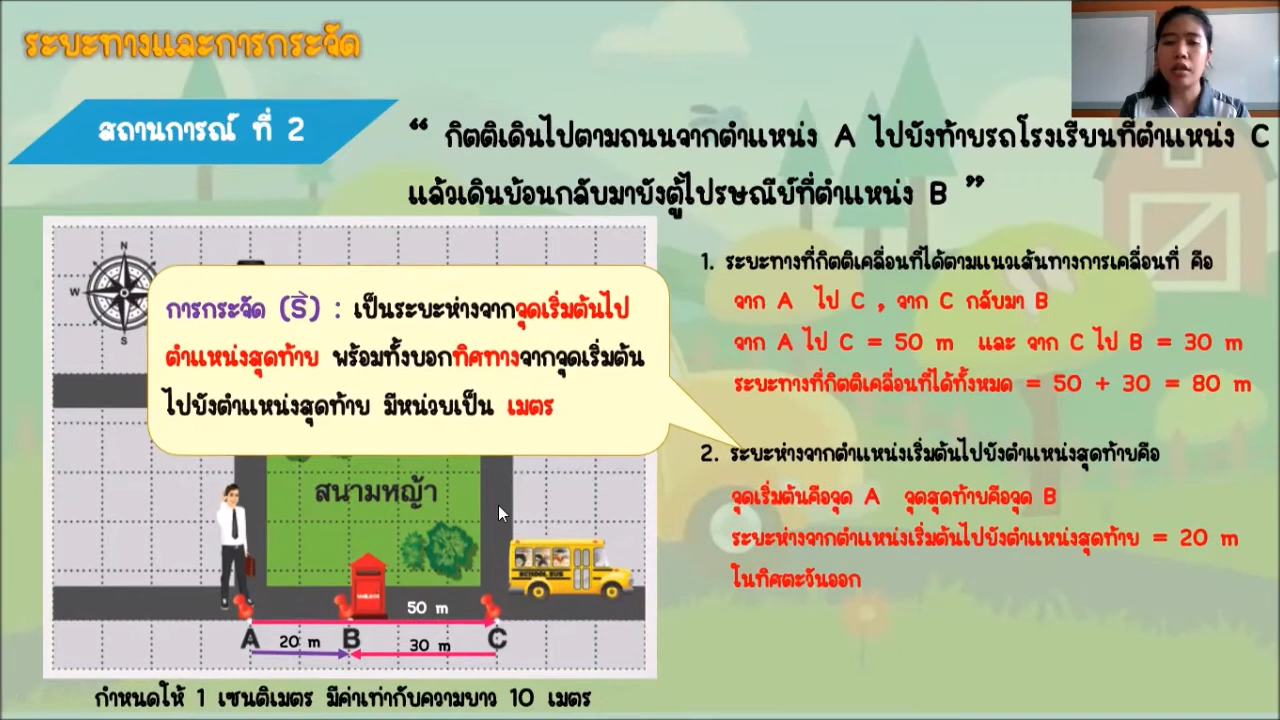 ระยะทางและการกระจัด
สถานการณ์ ที่ 2
“ กิตติเดินไปตามถนนจากตำแหน่ง A ไปยังท้ายรถโรงเรียนที่ตำแหน่ง C
แล้วเดินย้อนกลับมายังตู้ไปรษณีย์ที่ตำแหน่ง B ”
1. ระยะทางที่กิตติเคลื่อนที่ได้ตามแนวเส้นทางการเคลื่อนที่ คือ
จาก A ไป C , จาก C กลับมา B
จาก A ไป C = 50 m และ จาก C ไป B = 30 m
ระยะทางที่กิตติเคลื่อนที่ได้ทั้งหมด = 50 + 30 = 80 m
2. ระยะห่างจากตำแหน่งเริ่มต้นไปยังตำแหน่งสุดท้ายคือ
จุดเริ่มต้นคือจุด A จุดสุดท้ายคือจุด B
ระยะห่างจากตำแหน่งเริ่มต้นไปยังตำแหน่งสุดท้าย = 20 m
ในทิศตะวันออก
N
W
S
การกระจัด (S⃑) : เป็นระยะห่างจากจุดเริ่มต้นไป
ตำแหน่งสุดท้าย พร้อมทั้งบอกทิศทางจากจุดเริ่มต้น
ไปยังตำแหน่งสุดท้าย มีหน่วยเป็น เมตร
สนามหญ้า
SCHOOL BUS
MAILBOX
50 m
A 20 m B 30 m C
กำหนดให้ 1 เซนติเมตร มีค่าเท่ากับความยาว 10 เมตร